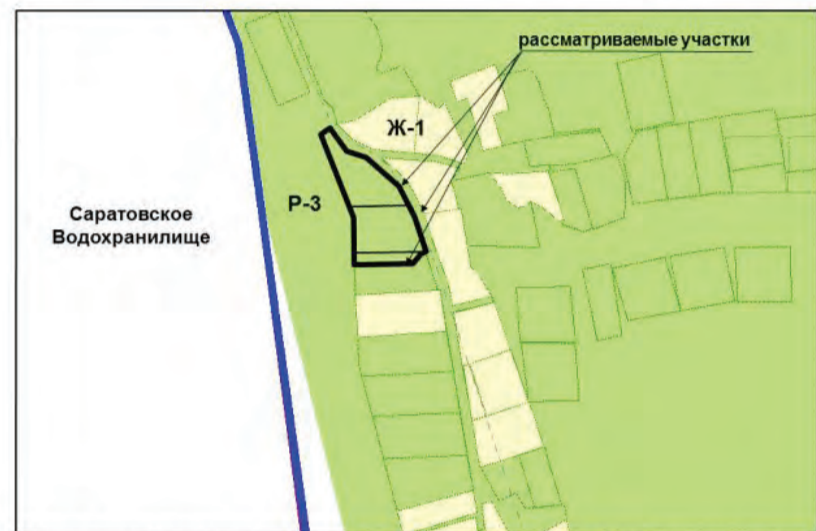 рассматриваемые участки
Ж-1
Р-3
Саратовское
Водохранилище